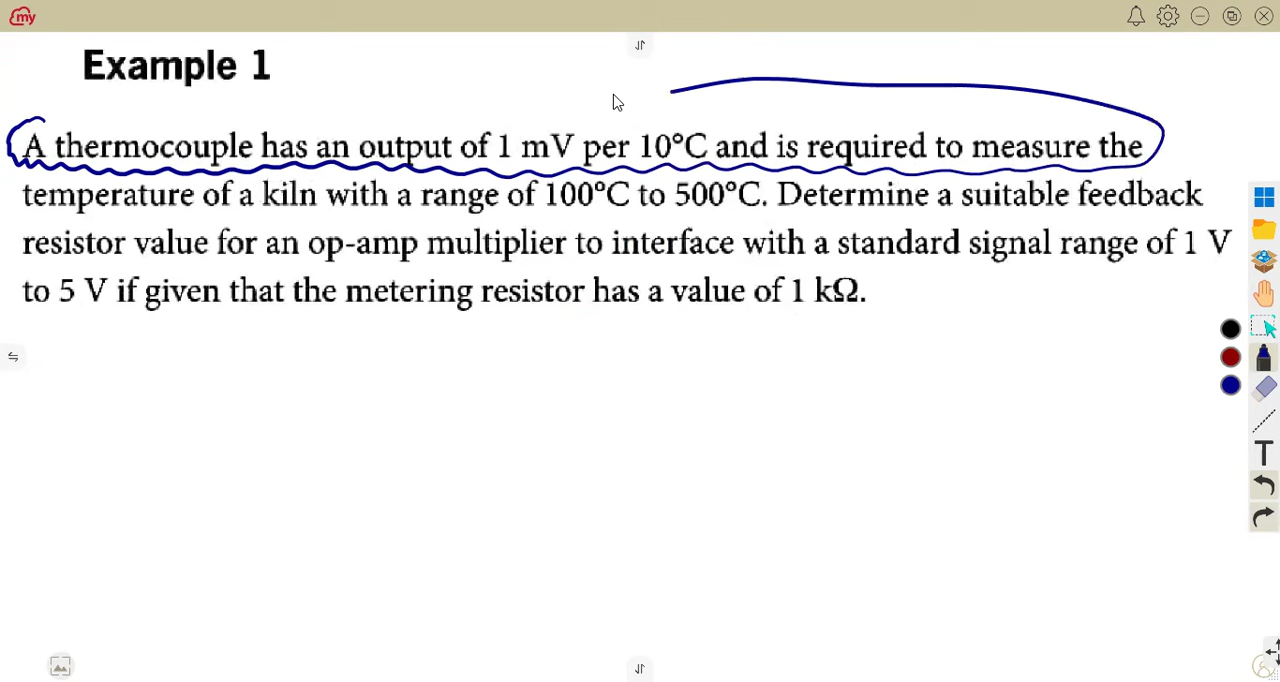 my
Example 1
A thermocouple has an output of 1 mV per 10°C and is required to measure the
temperature of a kiln with a range of 100°C to 500°C. Determine a suitable feedback
resistor value for an op-amp multiplier to interface with a standard signal range of 1 V
to 5 V if given that the metering resistor has a value of 1 kΩ.
T